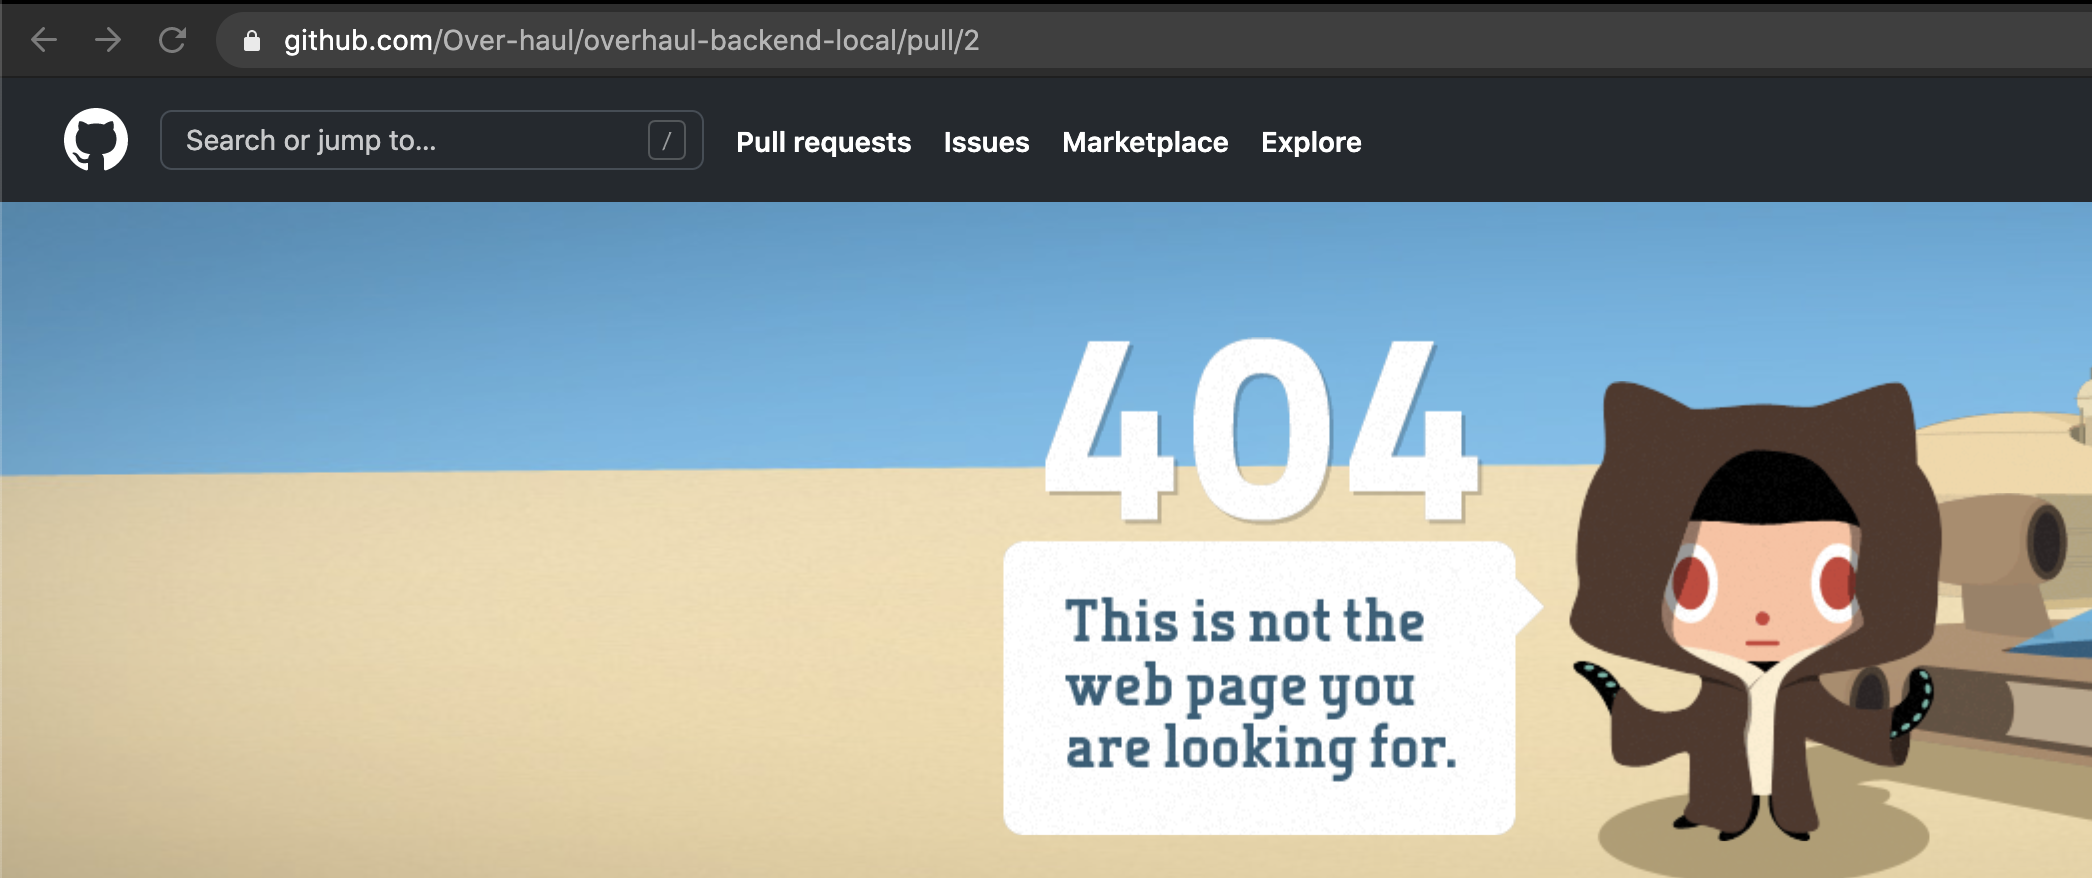 github.com/Over-haul/overhaul-backend-local/pull/2
Search or jump to... / Pull requests Issues Marketplace Explore
404
This is not the
web page you
are looking for.